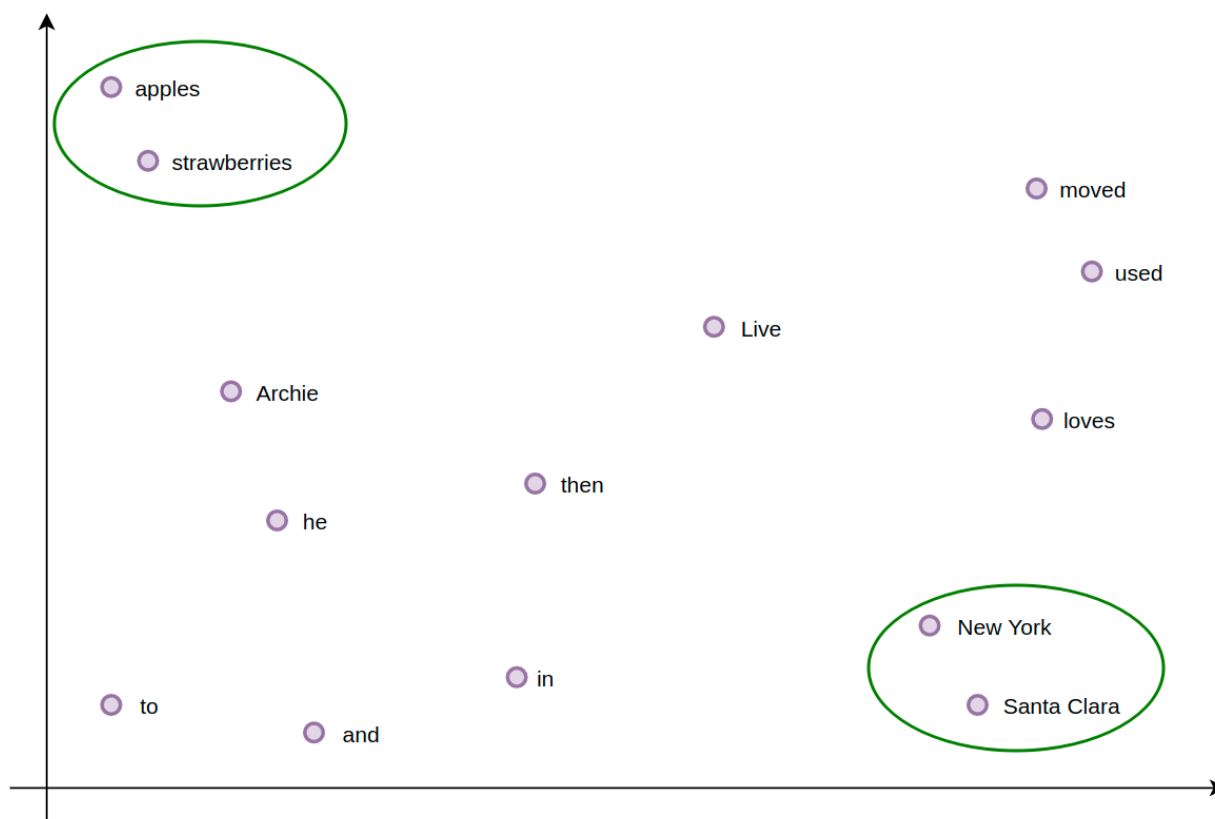 apples
strawberries
moved
used
Live
Archie
loves
then
he
New York
in
to
Santa Clara
and